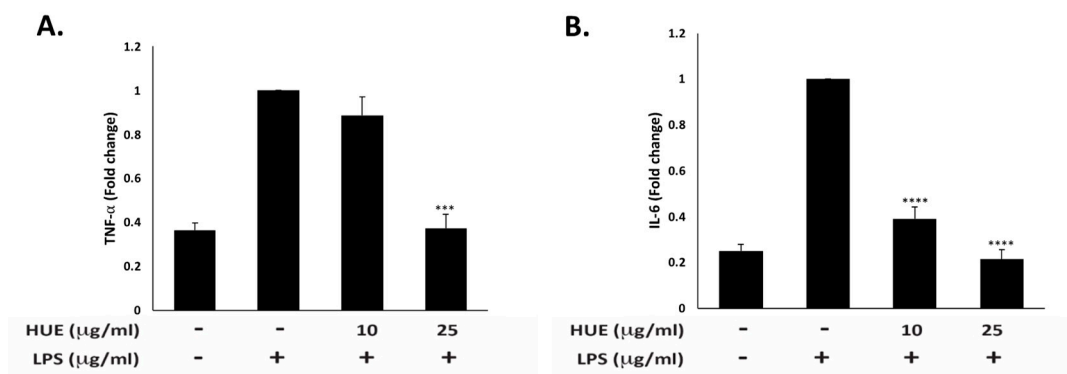 A.
1.2
1
0.8
0.6
0.4
0.2
0
TNF-α (Fold change)
***
HUE (μg/ml) - - 10 25
LPS (μg/ml) - + + +
B.
1.2
1
0.8
0.6
0.4
0.2
0
IL-6 (Fold change)
****
****
HUE (μg/ml) - - 10 25
LPS (μg/ml) - + + +